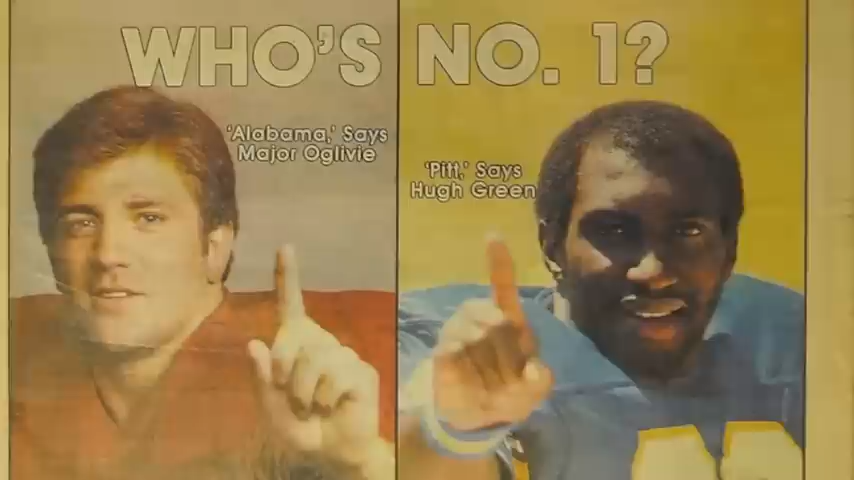 WHO'S NO. 1?
'Alabama,' Says
Major Oglivie
'Pitt,' Says
Hugh Green